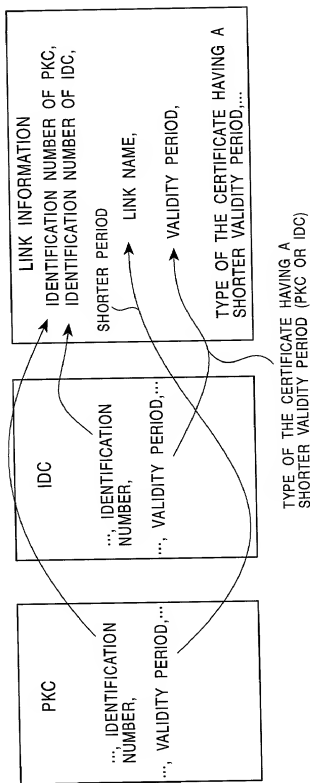 PKC
..., IDENTIFICATION
NUMBER,
..., VALIDITY PERIOD,...
IDC
..., IDENTIFICATION
NUMBER,
..., VALIDITY PERIOD,...
LINK INFORMATION
IDENTIFICATION NUMBER OF PKC,
IDENTIFICATION NUMBER OF IDC,
SHORTER PERIOD
LINK NAME,
VALIDITY PERIOD,
TYPE OF THE CERTIFICATE HAVING A
SHORTER VALIDITY PERIOD,...
TYPE OF THE CERTIFICATE HAVING A
SHORTER VALIDITY PERIOD (PKC OR IDC)